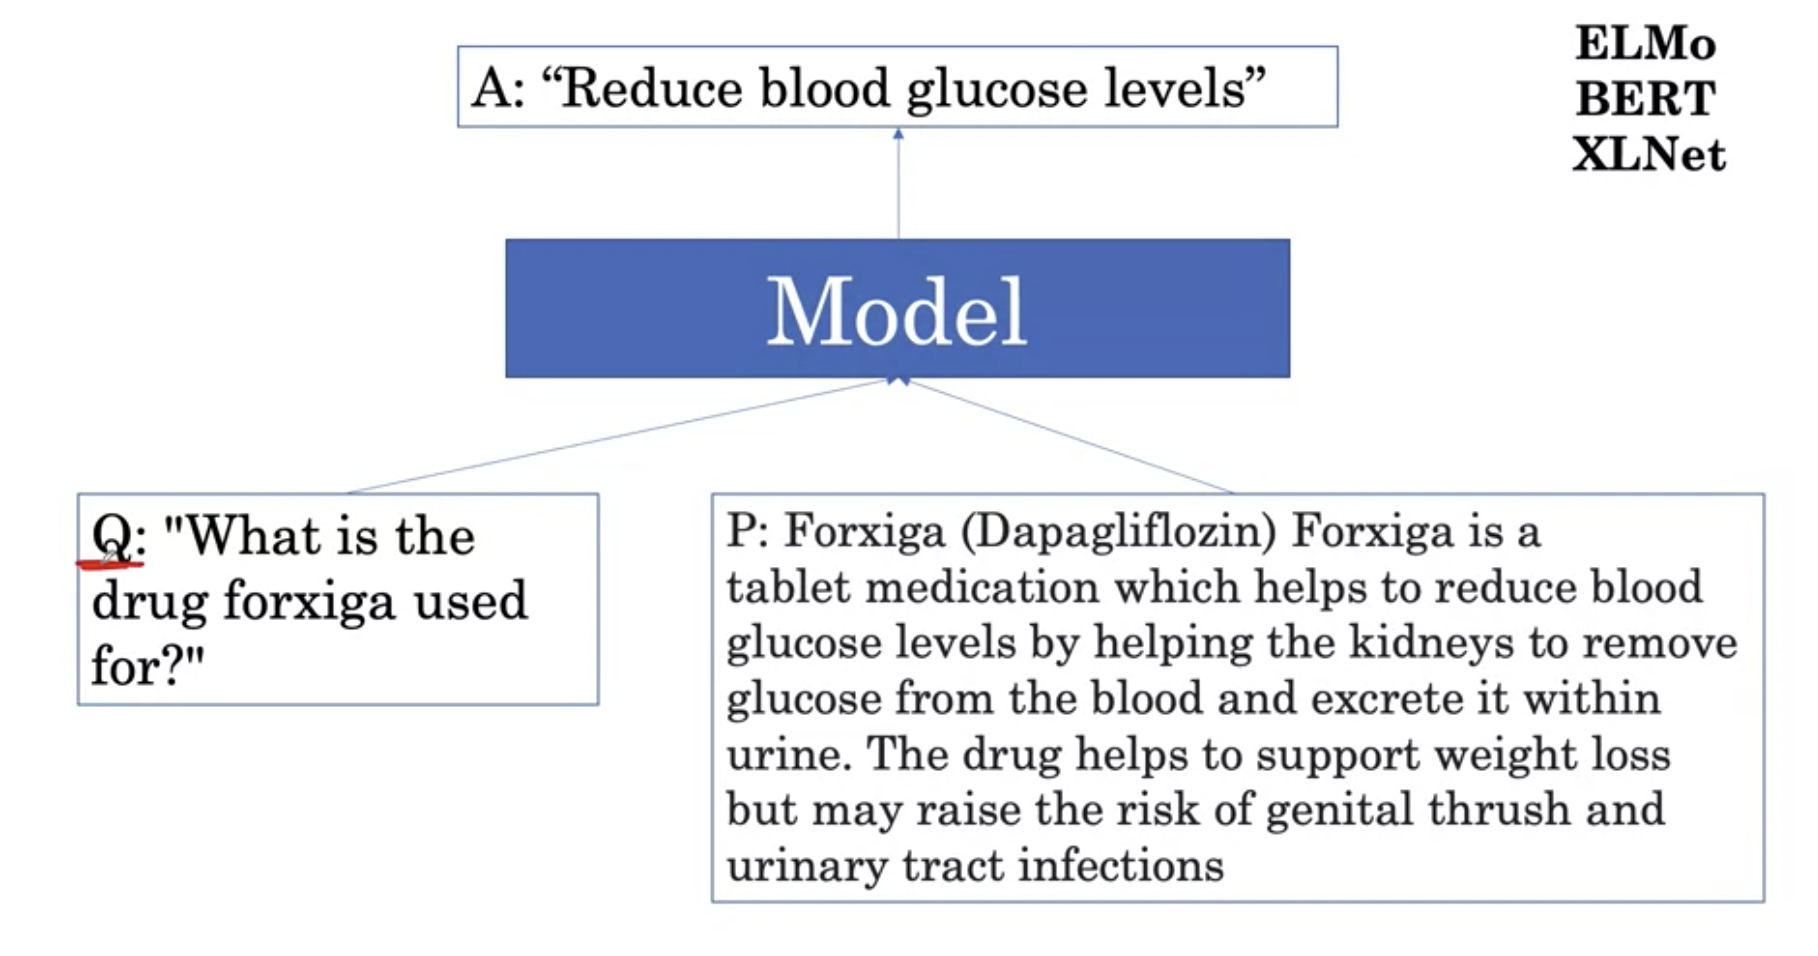 ELMo
BERT
XLNet
A: “Reduce blood glucose levels”
Model
Q: "What is the
drug forxiga used
for?"
P: Forxiga (Dapagliflozin) Forxiga is a
tablet medication which helps to reduce blood
glucose levels by helping the kidneys to remove
glucose from the blood and excrete it within
urine. The drug helps to support weight loss
but may raise the risk of genital thrush and
urinary tract infections